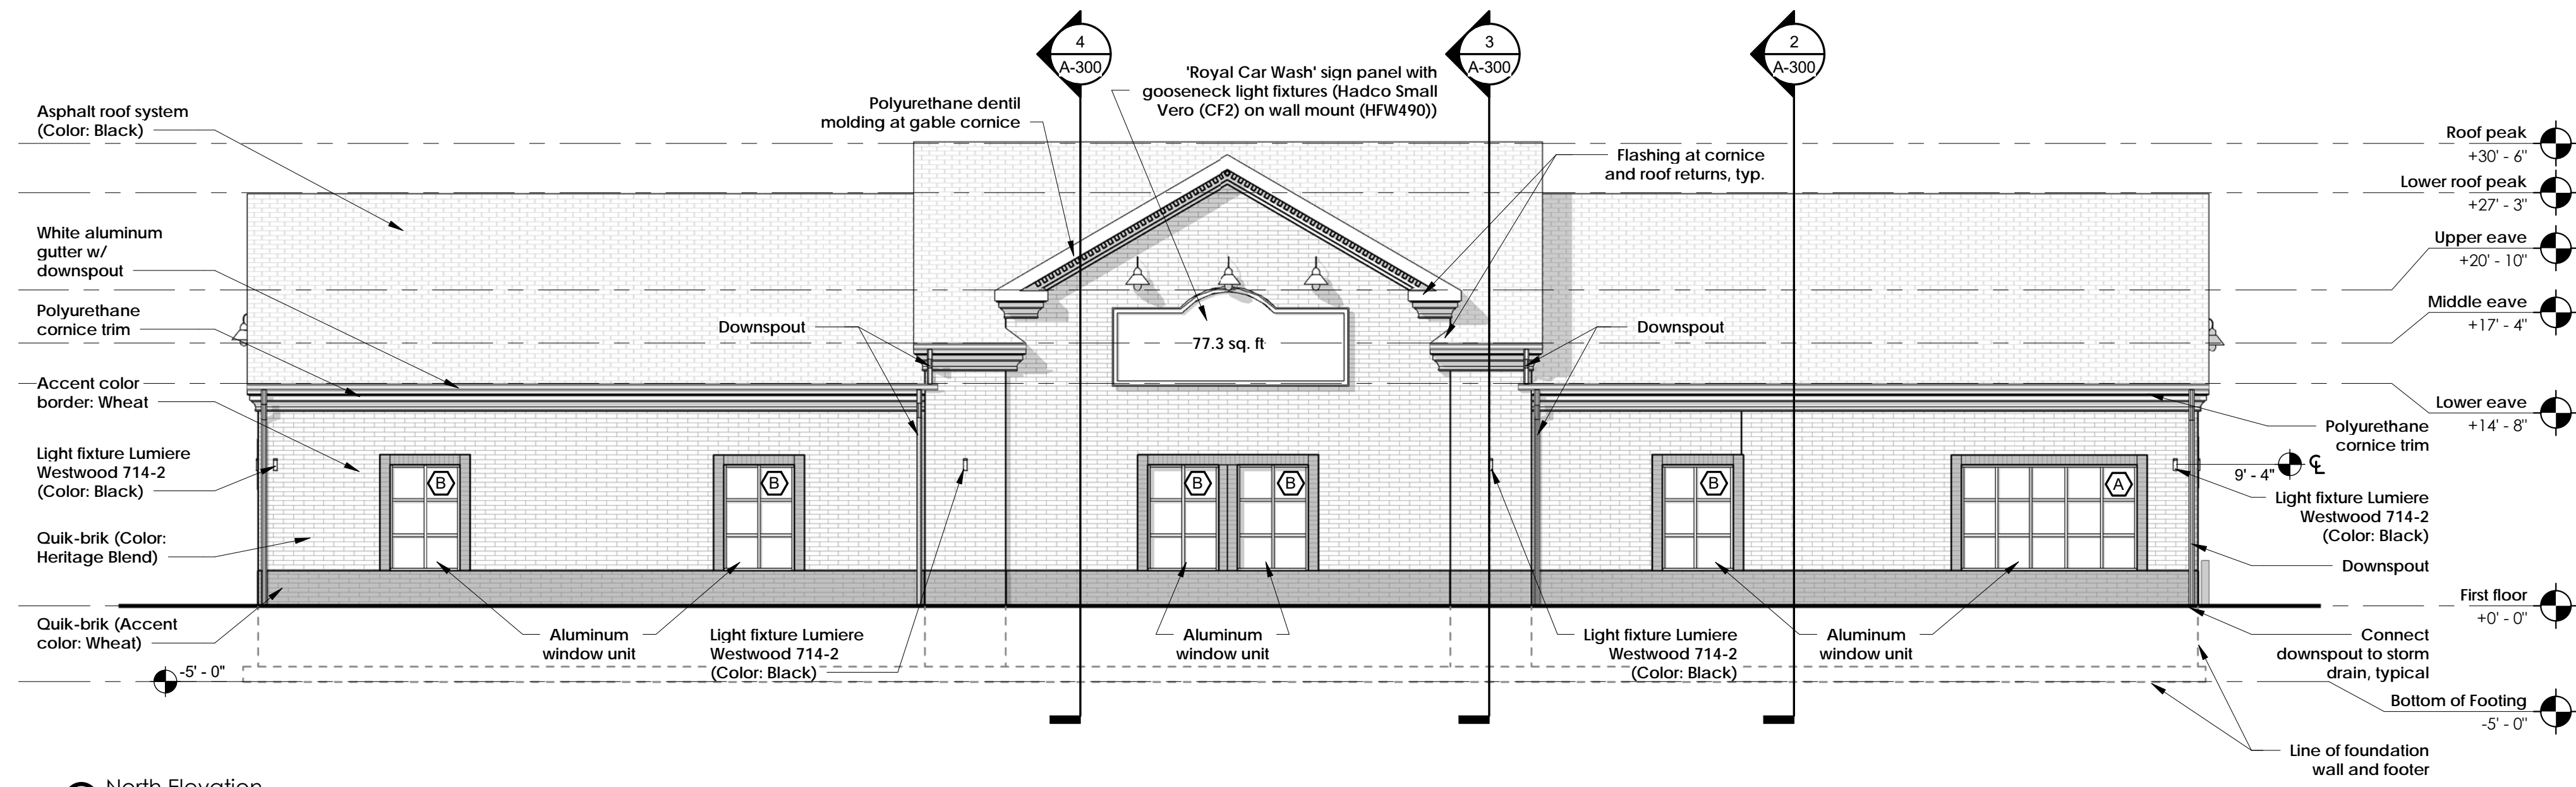 4
A-300
3
A-300
2
A-300
'Royal Car Wash' sign panel with
gooseneck light fixtures (Hadco Small
Vero (CF2) on wall mount (HFW490))
Polyurethane dentil
molding at gable cornice
Asphalt roof system
(Color: Black)
White aluminum
gutter w/
downspout
Polyurethane
cornice trim
Accent color
border: Wheat
Light fixture Lumiere
Westwood 714-2
(Color: Black)
Quik-brik (Color:
Heritage Blend)
Quik-brik (Accent
color: Wheat)
-5' - 0"
Downspout
77.3 sq. ft
Flashing at cornice
and roof returns, typ.
Downspout
B
B
B
B
B
A
Aluminum
window unit
Light fixture Lumiere
Westwood 714-2
(Color: Black)
Aluminum
window unit
Light fixture Lumiere
Westwood 714-2
(Color: Black)
Aluminum
window unit
Roof peak
+30' - 6"
Lower roof peak
+27' - 3"
Upper eave
+20' - 10"
Middle eave
+17' - 4"
Lower eave
+14' - 8"
Polyurethane
cornice trim
9' - 4" ℄
Light fixture Lumiere
Westwood 714-2
(Color: Black)
Downspout
First floor
+0' - 0"
Connect
downspout to storm
drain, typical
Bottom of Footing
-5' - 0"
Line of foundation
wall and footer
North Elevation